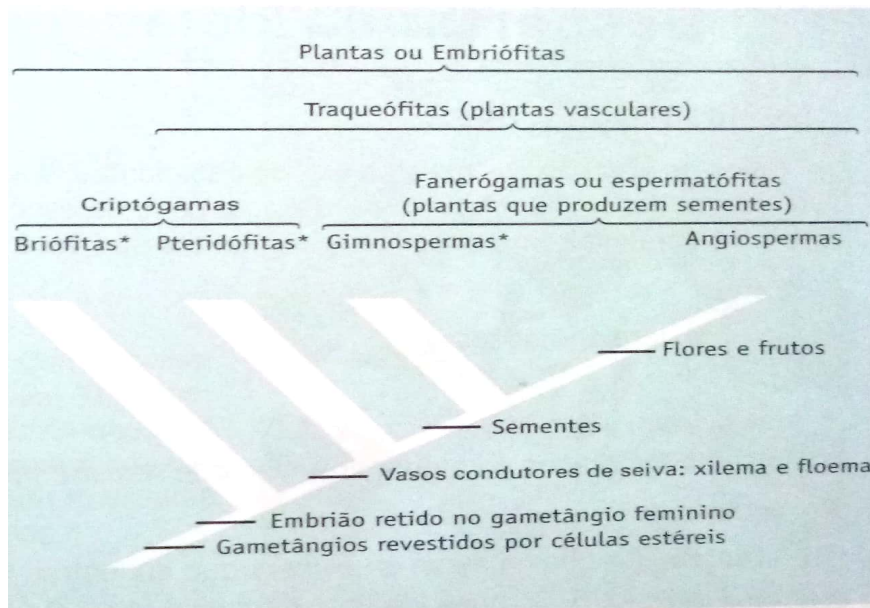 Plantas ou Embriófitas
Traqueófitas (plantas vasculares)
Fanerógamas ou espermatófitas
(plantas que produzem sementes)
Criptógamas
Briófitas* Pteridófitas* Gimnospermas* Angiospermas
Flores e frutos
Sementes
Vasos condutores de seiva: xilema e floema
Embrião retido no gametângio feminino
Gametângios revestidos por células estéreis